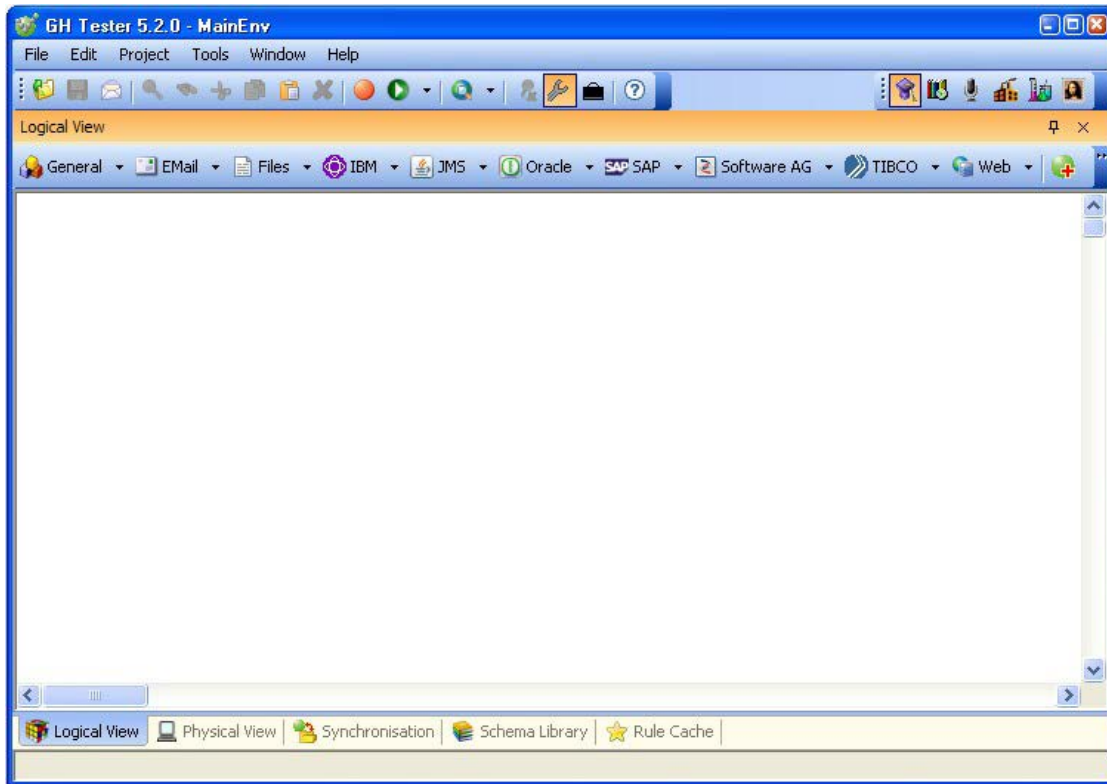 GH Tester 5.2.0 - MainEnv
File Edit Project Tools Window Help
Logical View
General EMail Files IBM JMS Oracle SAP SAP Software AG TIBCO Web
Logical View Physical View Synchronisation Schema Library Rule Cache